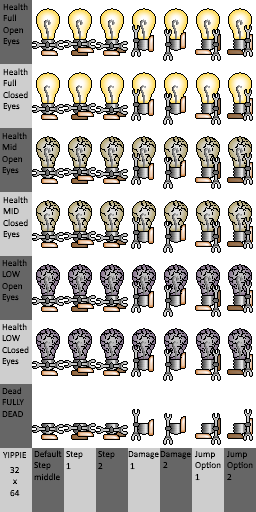 Health
Full
Open
Eyes
Health
Full
Closed
Eyes
Health
Mid
Open
Eyes
Health
MID
Closed
Eyes
Health
LOW
Open
Eyes
Health
LOW
Closed
Eyes
Dead
FULLY
DEAD
YIPPIE
32
x
64
Default
Step
middle
Step
1
Step
2
Damage
1
Damage
2
Jump
Option
1
Jump
Option
2